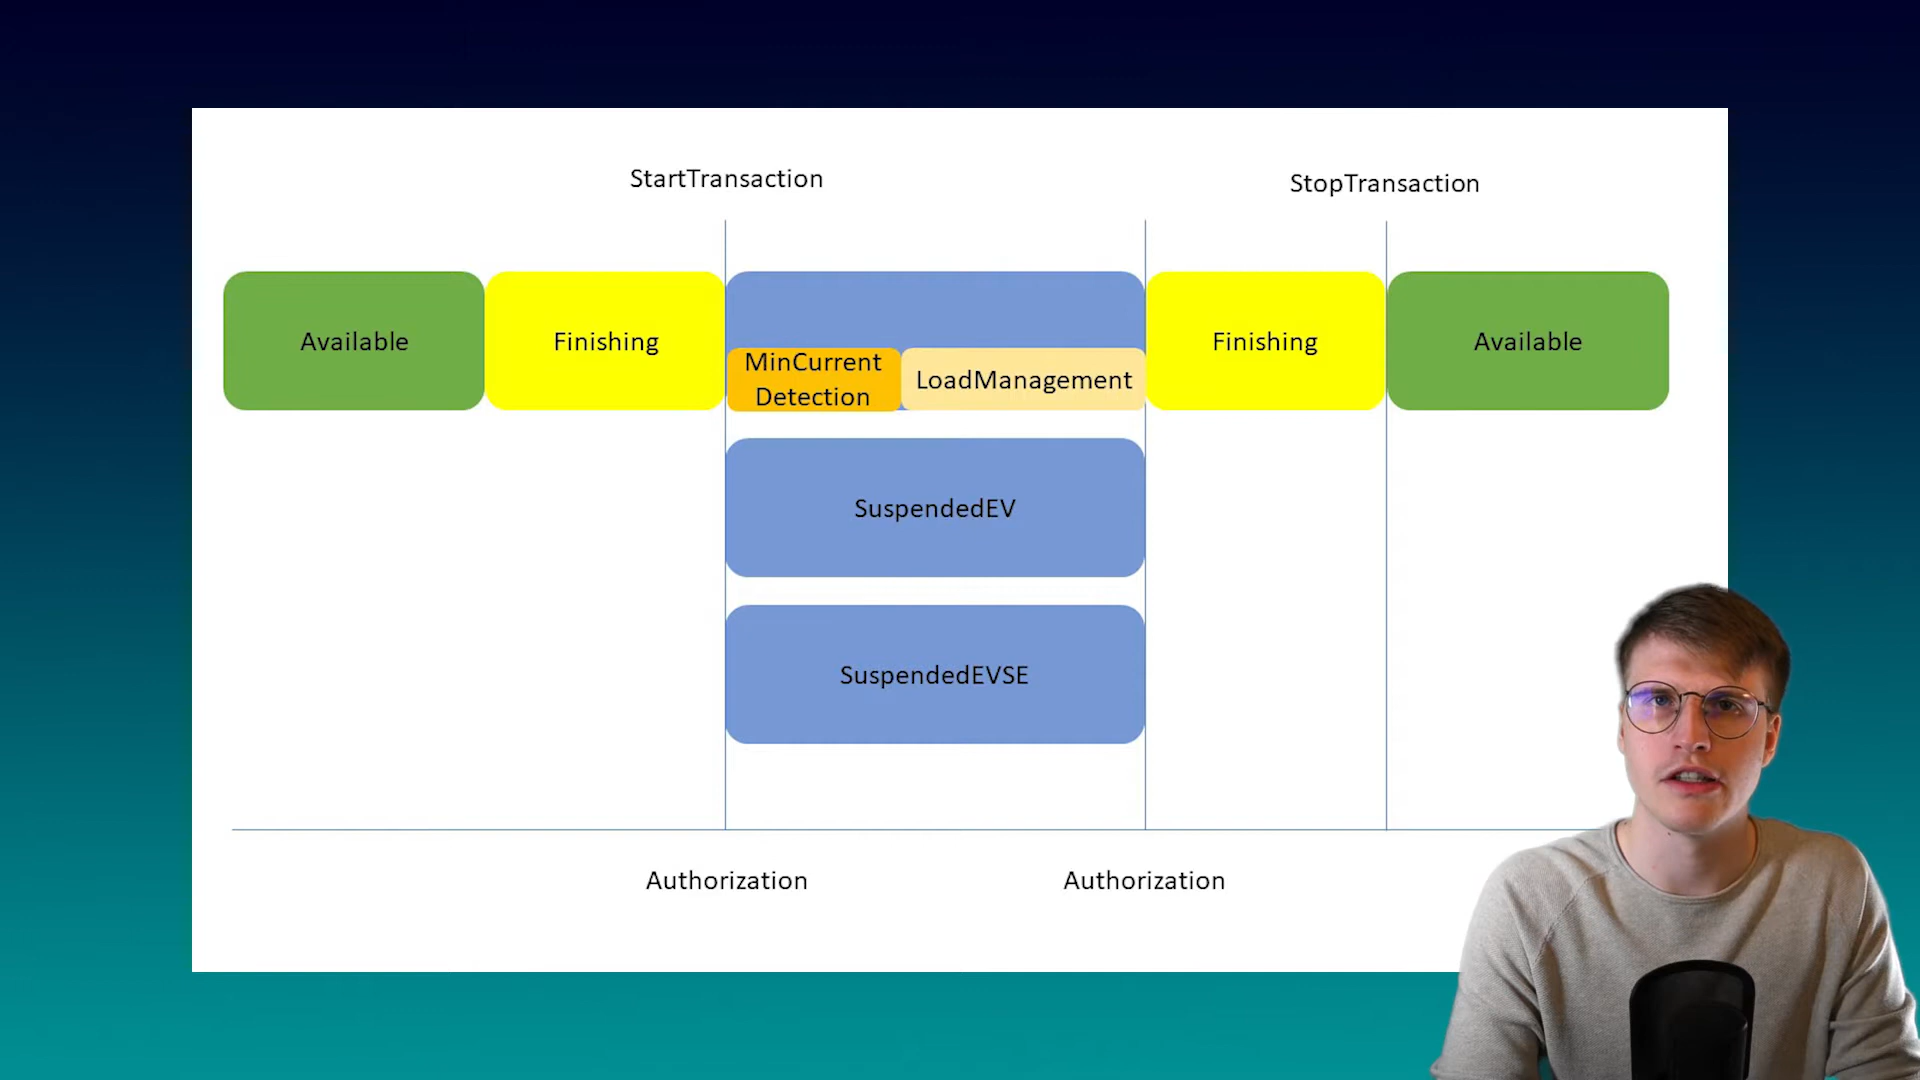 StartTransaction
StopTransaction
Available
Finishing
MinCurrent
Detection
LoadManagement
Finishing
Available
SuspendedEV
SuspendedEVSE
Authorization
Authorization